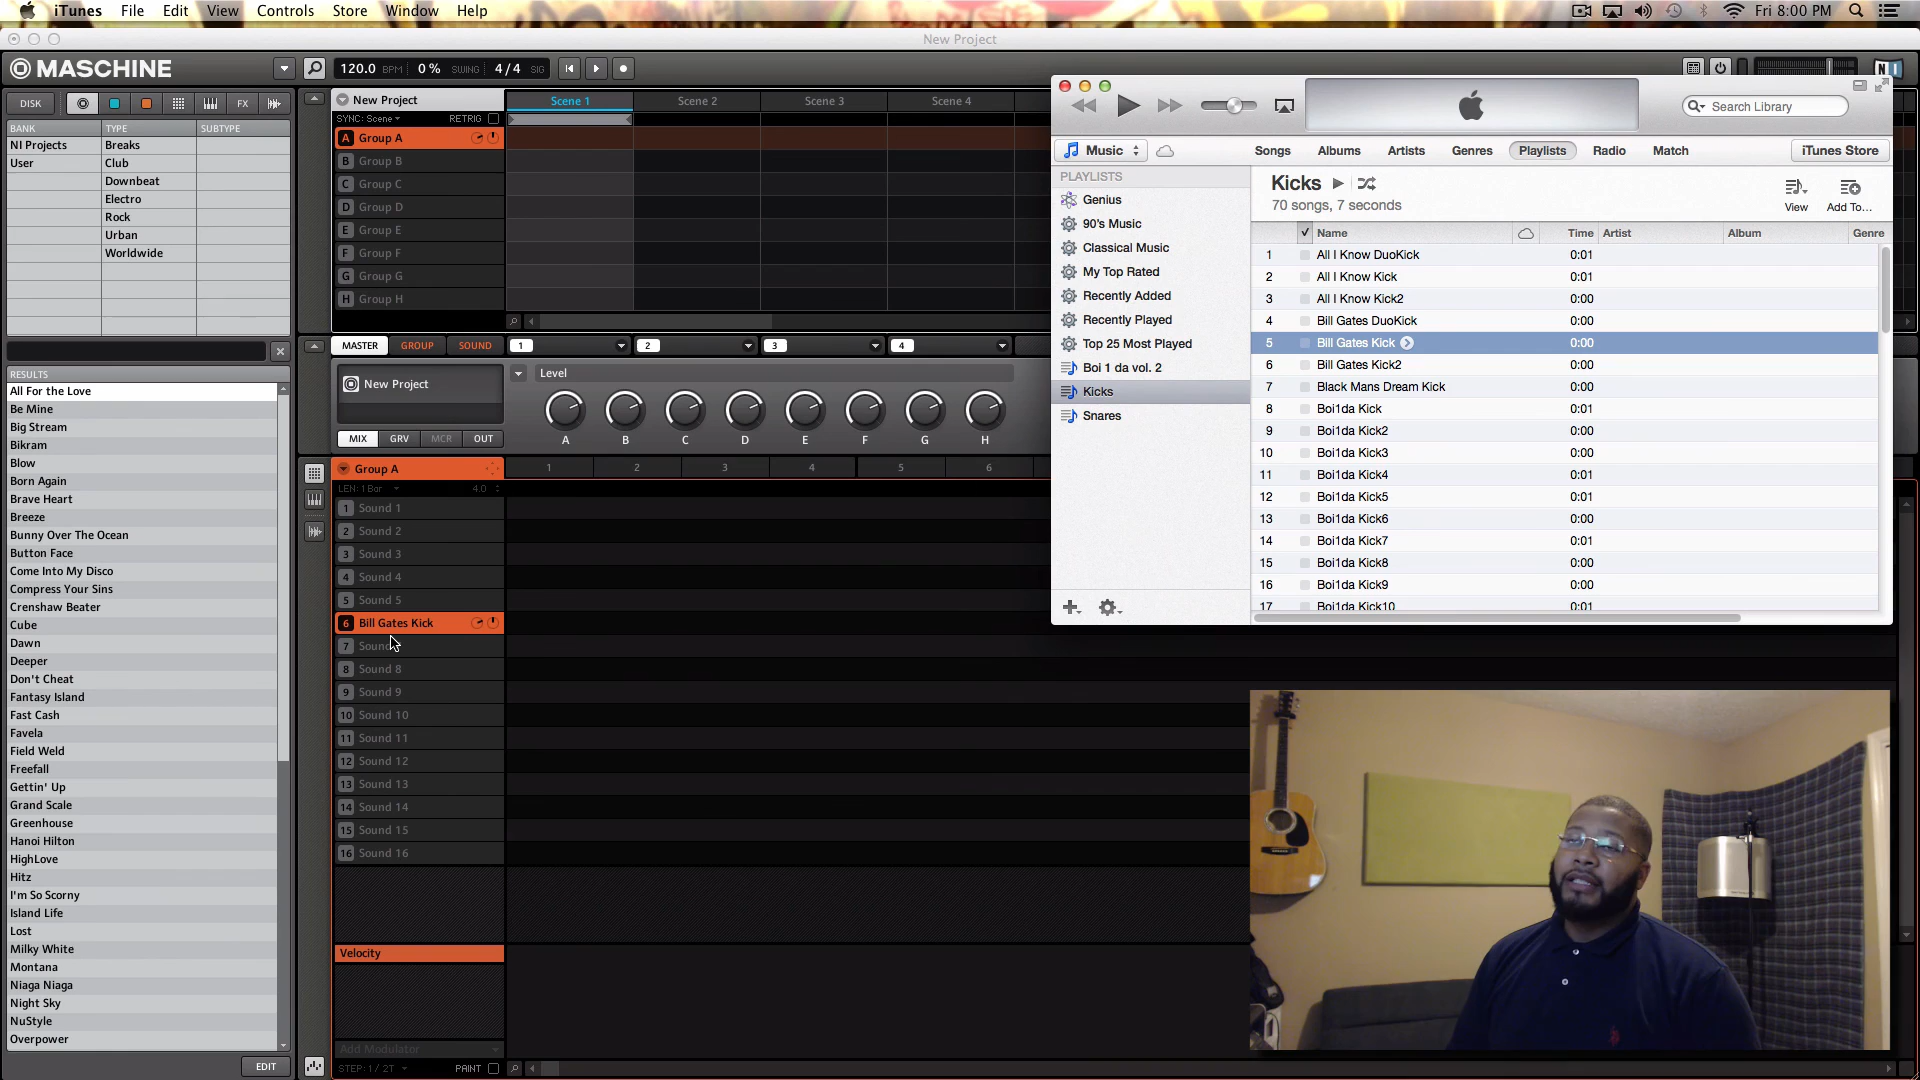 iTunes File Edit View Controls Store Window Help Fri 8:00 PM
New Project
MASCHINE 120.0 BPM 0% SWING 4/4 SIG
DISK FX
BANK TYPE SUBTYPE
NI Projects Breaks
User Club
Downbeat
Electro
Rock
Urban
Worldwide
RESULTS
All For the Love
Be Mine
Big Stream
Bikram
Blow
Born Again
Brave Heart
Breeze
Bunny Over The Ocean
Button Face
Come Into My Disco
Compress Your Sins
Crenshaw Beater
Cube
Dawn
Deeper
Don't Cheat
Fantasy Island
Fast Cash
Favela
Field Weld
Freefall
Gettin' Up
Grand Scale
Greenhouse
Hanoi Hilton
HighLove
Hitz
I'm So Scorny
Island Life
Lost
Milky White
Montana
Niaga Niaga
Night Sky
NuStyle
Overpower
EDIT
New Project Scene 1 Scene 2 Scene 3 Scene 4
SYNC: Scene RETRIG
A Group A
B Group B
C Group C
D Group D
E Group E
F Group F
G Group G
H Group H
MASTER GROUP SOUND 1 2 3 4
New Project Level
MIX GRV MCR OUT A B C D E F G H
Group A 1 2 3 4 5 6
LEN: 1 Bar 4.0
1 Sound 1
2 Sound 2
3 Sound 3
4 Sound 4
5 Sound 5
6 Bill Gates Kick
7 Sound
8 Sound 8
9 Sound 9
10 Sound 10
11 Sound 11
12 Sound 12
13 Sound 13
14 Sound 14
15 Sound 15
16 Sound 16
Velocity
Add Modulator
STEP: 1 / 2T PAINT
Search Library
Music Songs Albums Artists Genres Playlists Radio Match iTunes Store
PLAYLISTS
Genius
90's Music
Classical Music
My Top Rated
Recently Added
Recently Played
Top 25 Most Played
Boi 1 da vol. 2
Kicks
Snares
Kicks
70 songs, 7 seconds
View Add To...
Name Time Artist Album Genre
1 All I Know DuoKick 0:01
2 All I Know Kick 0:01
3 All I Know Kick2 0:00
4 Bill Gates DuoKick 0:00
5 Bill Gates Kick 0:00
6 Bill Gates Kick2 0:00
7 Black Mans Dream Kick 0:00
8 Boi1da Kick 0:01
9 Boi1da Kick2 0:00
10 Boi1da Kick3 0:00
11 Boi1da Kick4 0:01
12 Boi1da Kick5 0:01
13 Boi1da Kick6 0:00
14 Boi1da Kick7 0:01
15 Boi1da Kick8 0:00
16 Boi1da Kick9 0:00
17 Boi1da Kick10 0:01